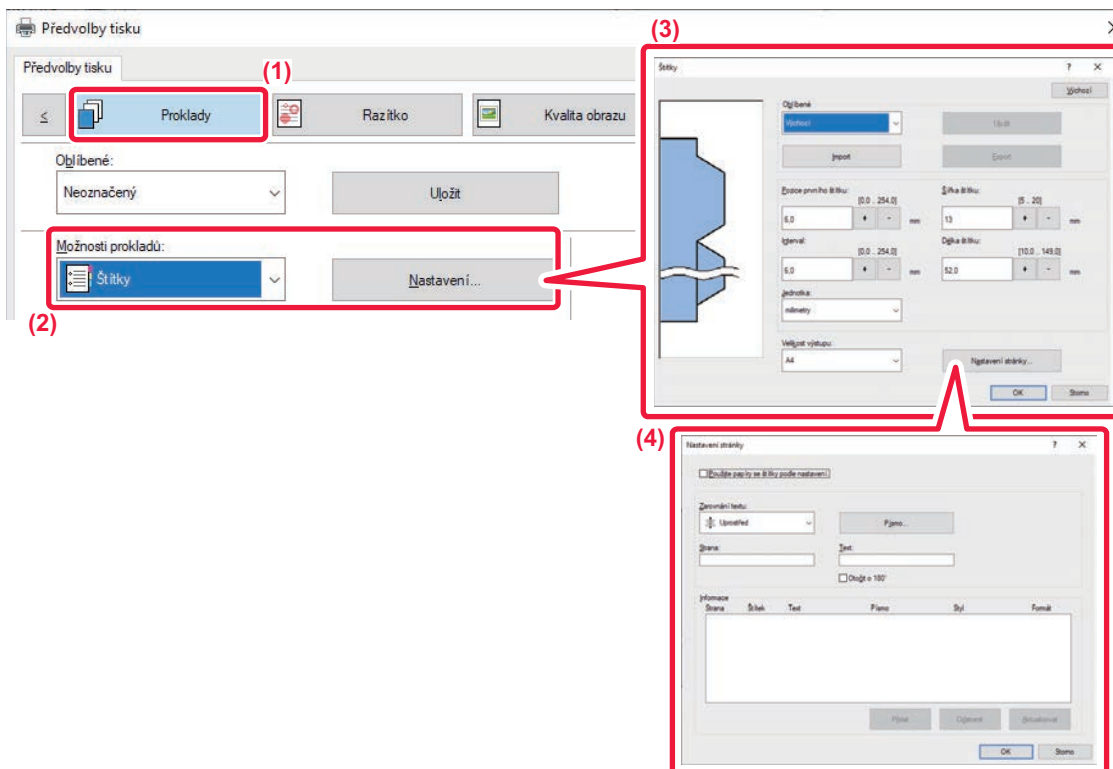 Předvolby tisku
Předvolby tisku
(1)
≤
Proklady
Razítko
Kvalita obrazu
Oblíbené:
Neoznačený
Uložit
Možnosti prokladů:
Štítky
Nastavení...
(2)
(3)
Štítky
?
Výchozí
Oblíbené
Výchozí
Uložit
Import
Export
Pozice prvního štítku:
[0,0 .. 254,0]
6,0
+
-
mm
Šířka štítku:
[5 .. 20]
13
+
-
mm
Interval:
[0,0 .. 254,0]
6,0
+
-
mm
Délka štítku:
[10,0 .. 149,0]
52,0
+
-
mm
Jednotka:
milimetry
Velikost výstupu:
A4
Nastavení stránky...
OK
Storno
(4)
Nastavení stránky
?
Použijte papíry se štítky podle nastavení
Zarovnání textu:
Uprostřed
Písmo...
Strana:
Text:
Otočit o 180°
Informace
Strana Štítek Text Písmo Styl Formát
Přidat
Odstranit
Aktualizovat
OK
Storno